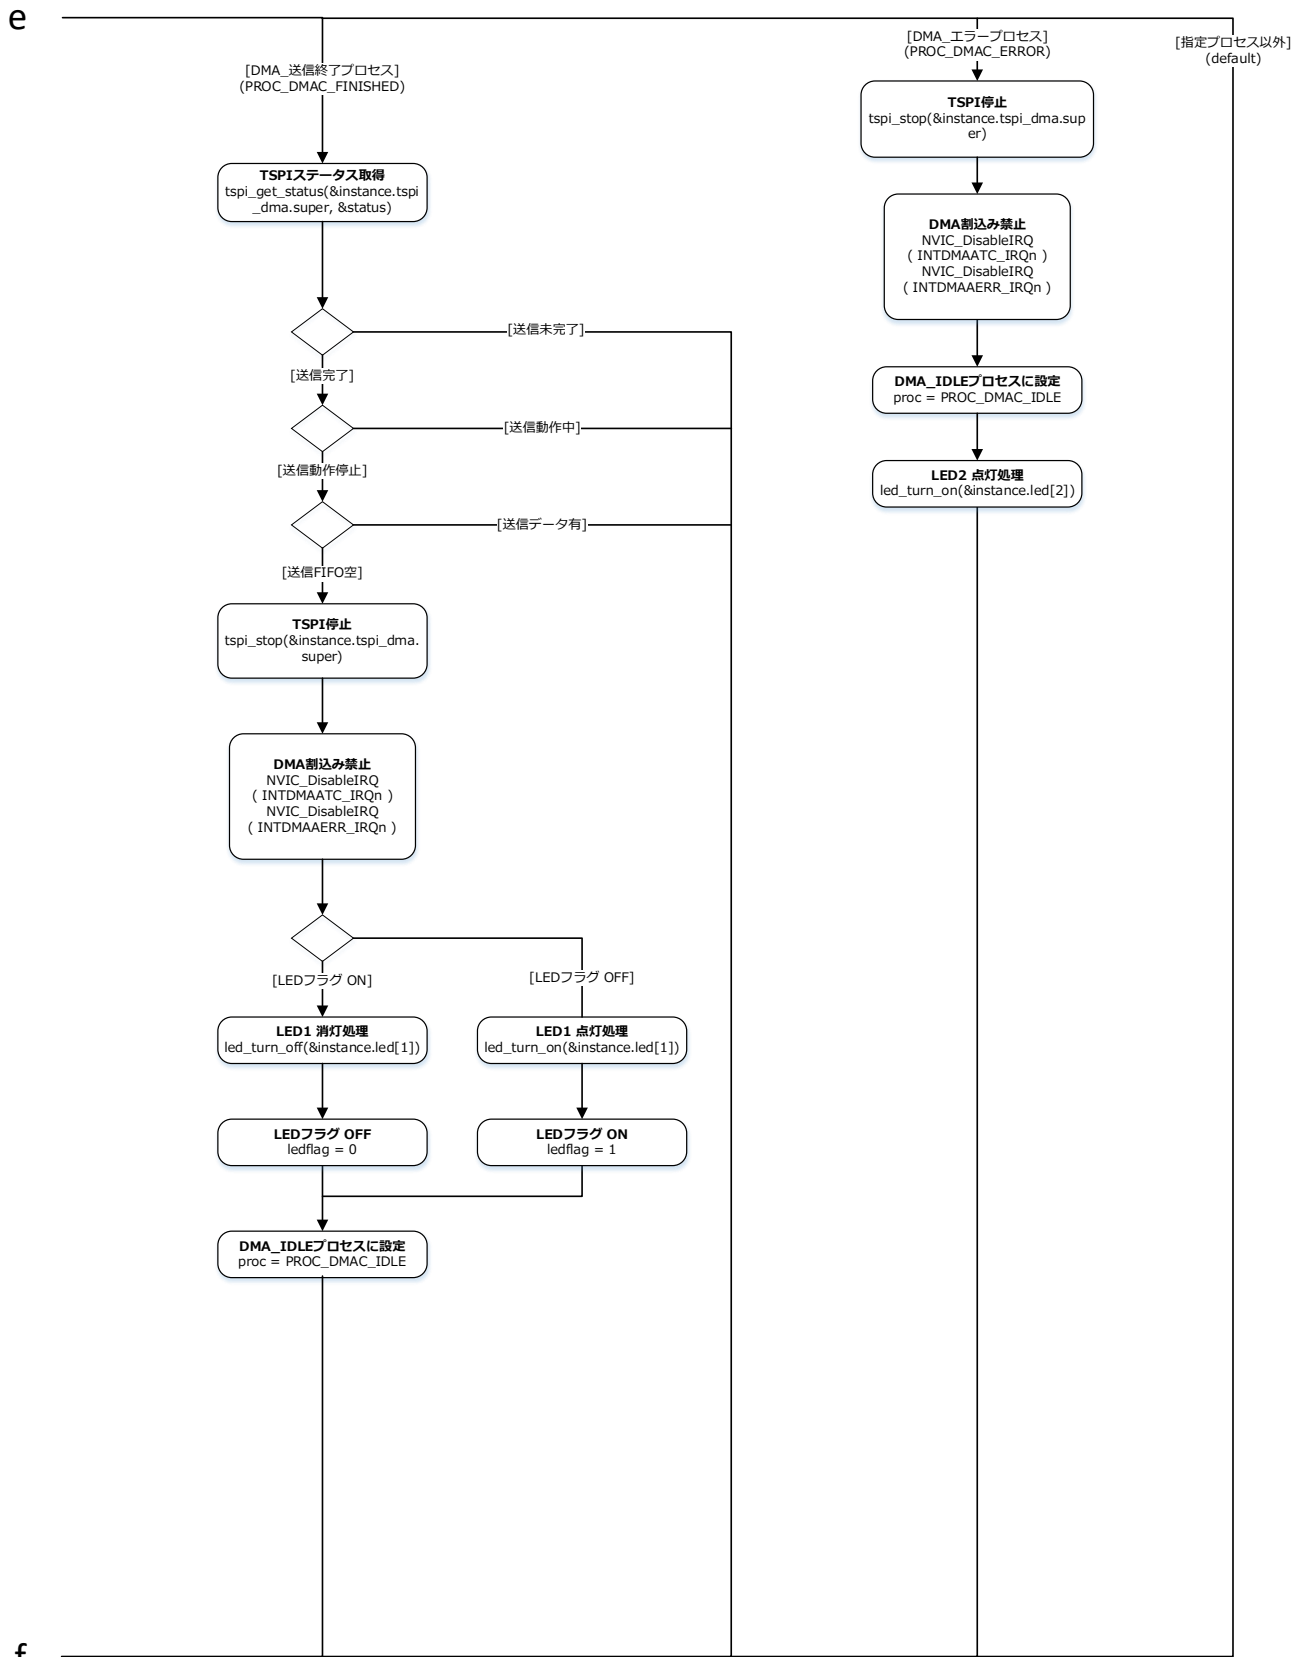 e
[DMA_送信終了プロセス]
(PROC_DMAC_FINISHED)
TSPIステータス取得
tspi_get_status(&instance.tspi
_dma.super, &status)
[送信未完了]
[送信完了]
[送信動作中]
[送信動作停止]
[送信データ有]
[送信FIFO空]
TSPI停止
tspi_stop(&instance.tspi_dma.
super)
DMA割込み禁止
NVIC_DisableIRQ
( INTDMAATC_IRQn )
NVIC_DisableIRQ
( INTDMAAERR_IRQn )
[LEDフラグ ON]
[LEDフラグ OFF]
LED1 消灯処理
led_turn_off(&instance.led[1])
LED1 点灯処理
led_turn_on(&instance.led[1])
LEDフラグ OFF
ledflag = 0
LEDフラグ ON
ledflag = 1
DMA_IDLEプロセスに設定
proc = PROC_DMAC_IDLE
[DMA_エラープロセス]
(PROC_DMAC_ERROR)
TSPI停止
tspi_stop(&instance.tspi_dma.sup
er)
DMA割込み禁止
NVIC_DisableIRQ
( INTDMAATC_IRQn )
NVIC_DisableIRQ
( INTDMAAERR_IRQn )
DMA_IDLEプロセスに設定
proc = PROC_DMAC_IDLE
LED2 点灯処理
led_turn_on(&instance.led[2])
[指定プロセス以外]
(default)
f